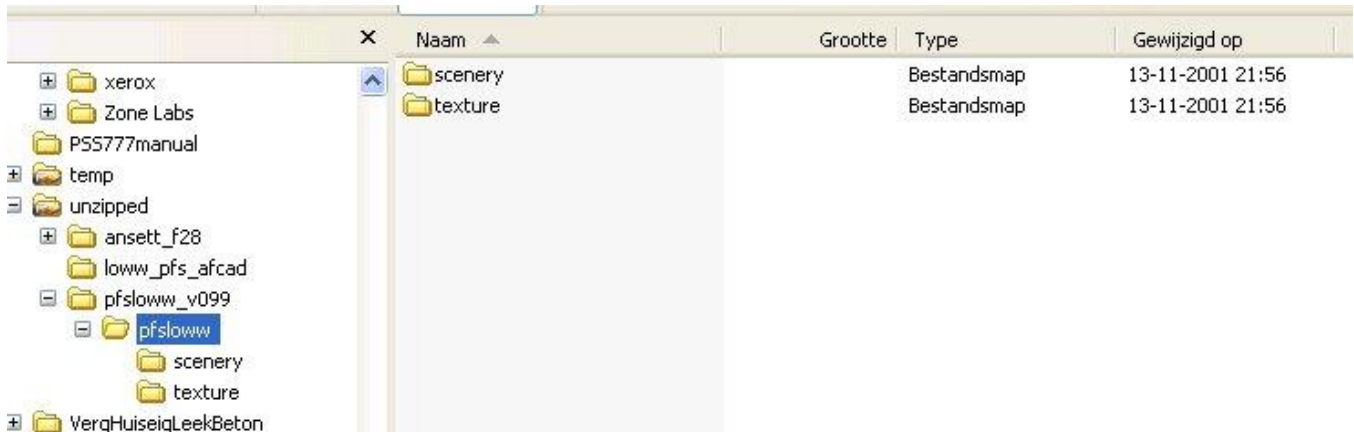 Naam Grootte Type Gewijzigd op
xerox
Zone Labs
PSS777manual
temp
unzipped
ansett_f28
loww_pfs_afcad
pfsloww_v099
pfsloww
scenery
texture
VergHuiseigLeekBeton
scenery Bestandsmap 13-11-2001 21:56
texture Bestandsmap 13-11-2001 21:56